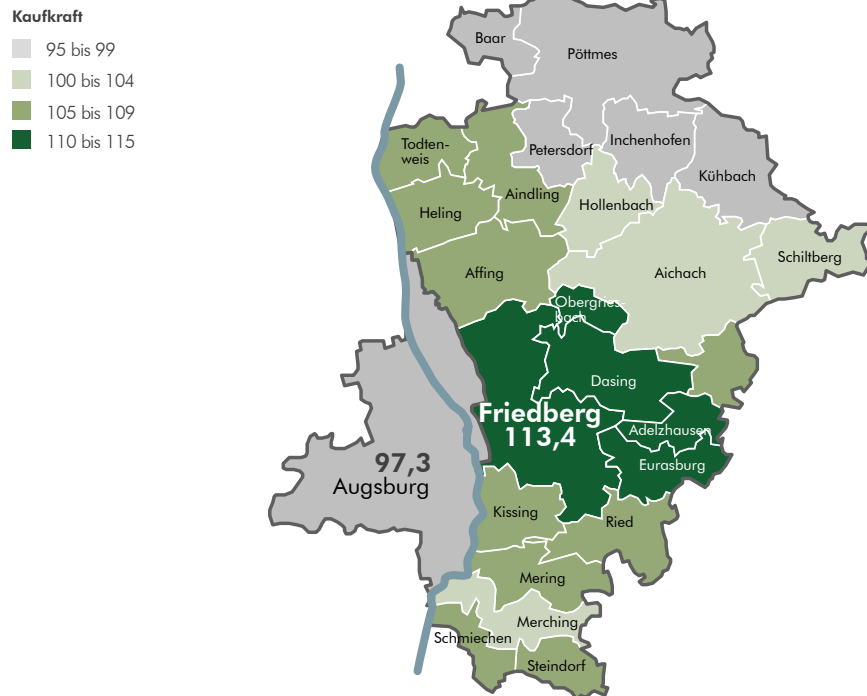 Kaufkraft
95 bis 99
100 bis 104
105 bis 109
110 bis 115
Baar
Pöttmes
Todten-
weis
Petersdorf
Inchenhofen
Kühbach
Aindling
Hollenbach
Heling
Affing
Aichach
Schiltberg
Obergries-
bach
Dasing
Friedberg
113,4
Adelzhausen
Eurasburg
97,3
Augsburg
Kissing
Ried
Mering
Merching
Schmiechen
Steindorf